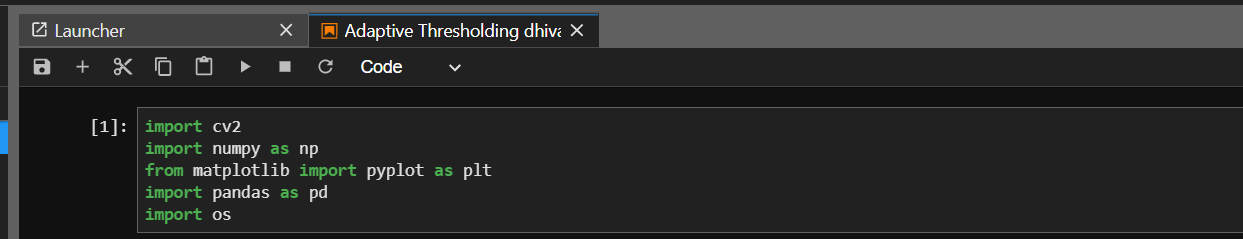 Launcher
Adaptive Thresholding dhiva
Code
[1]:
import cv2
import numpy as np
from matplotlib import pyplot as plt
import pandas as pd
import os